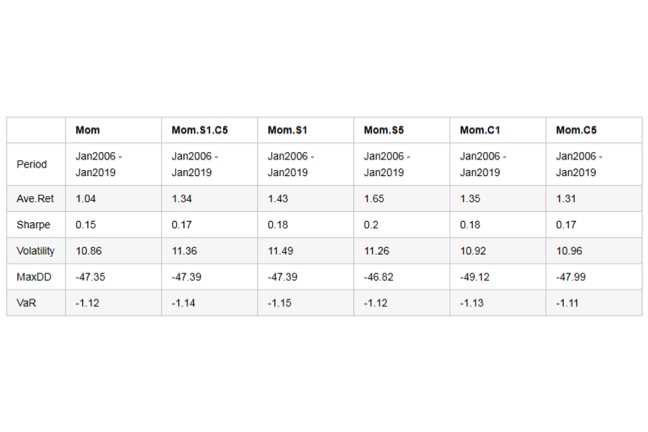 Mom Mom.S1.C5 Mom.S1 Mom.S5 Mom.C1 Mom.C5
Period Jan2006 - Jan2006 - Jan2006 - Jan2006 - Jan2006 - Jan2006 -
Jan2019 Jan2019 Jan2019 Jan2019 Jan2019 Jan2019
Ave.Ret 1.04 1.34 1.43 1.65 1.35 1.31
Sharpe 0.15 0.17 0.18 0.2 0.18 0.17
Volatility 10.86 11.36 11.49 11.26 10.92 10.96
MaxDD -47.35 -47.39 -47.39 -46.82 -49.12 -47.99
VaR -1.12 -1.14 -1.15 -1.12 -1.13 -1.11